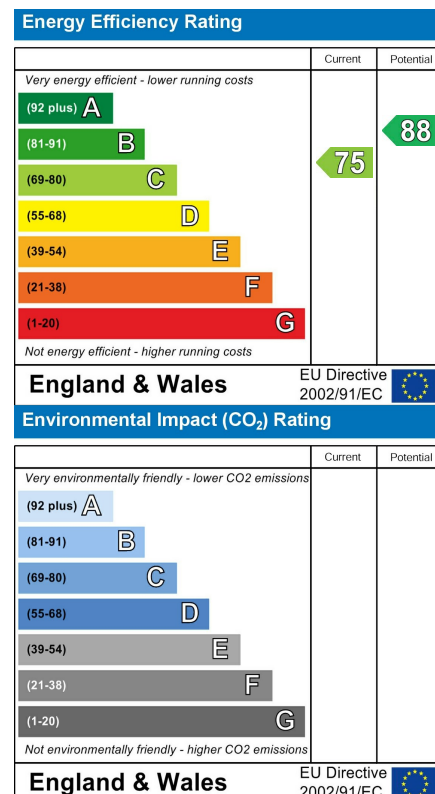 Energy Efficiency Rating
Current Potential
Very energy efficient - lower running costs
(92 plus) A
(81-91) B
88
(69-80) C
75
(55-68) D
(39-54) E
(21-38) F
(1-20) G
Not energy efficient - higher running costs
England & Wales
EU Directive
2002/91/EC
Environmental Impact (CO₂) Rating
Current Potential
Very environmentally friendly - lower CO2 emissions
(92 plus) A
(81-91) B
(69-80) C
(55-68) D
(39-54) E
(21-38) F
(1-20) G
Not environmentally friendly - higher CO2 emissions
England & Wales
EU Directive
2002/91/EC